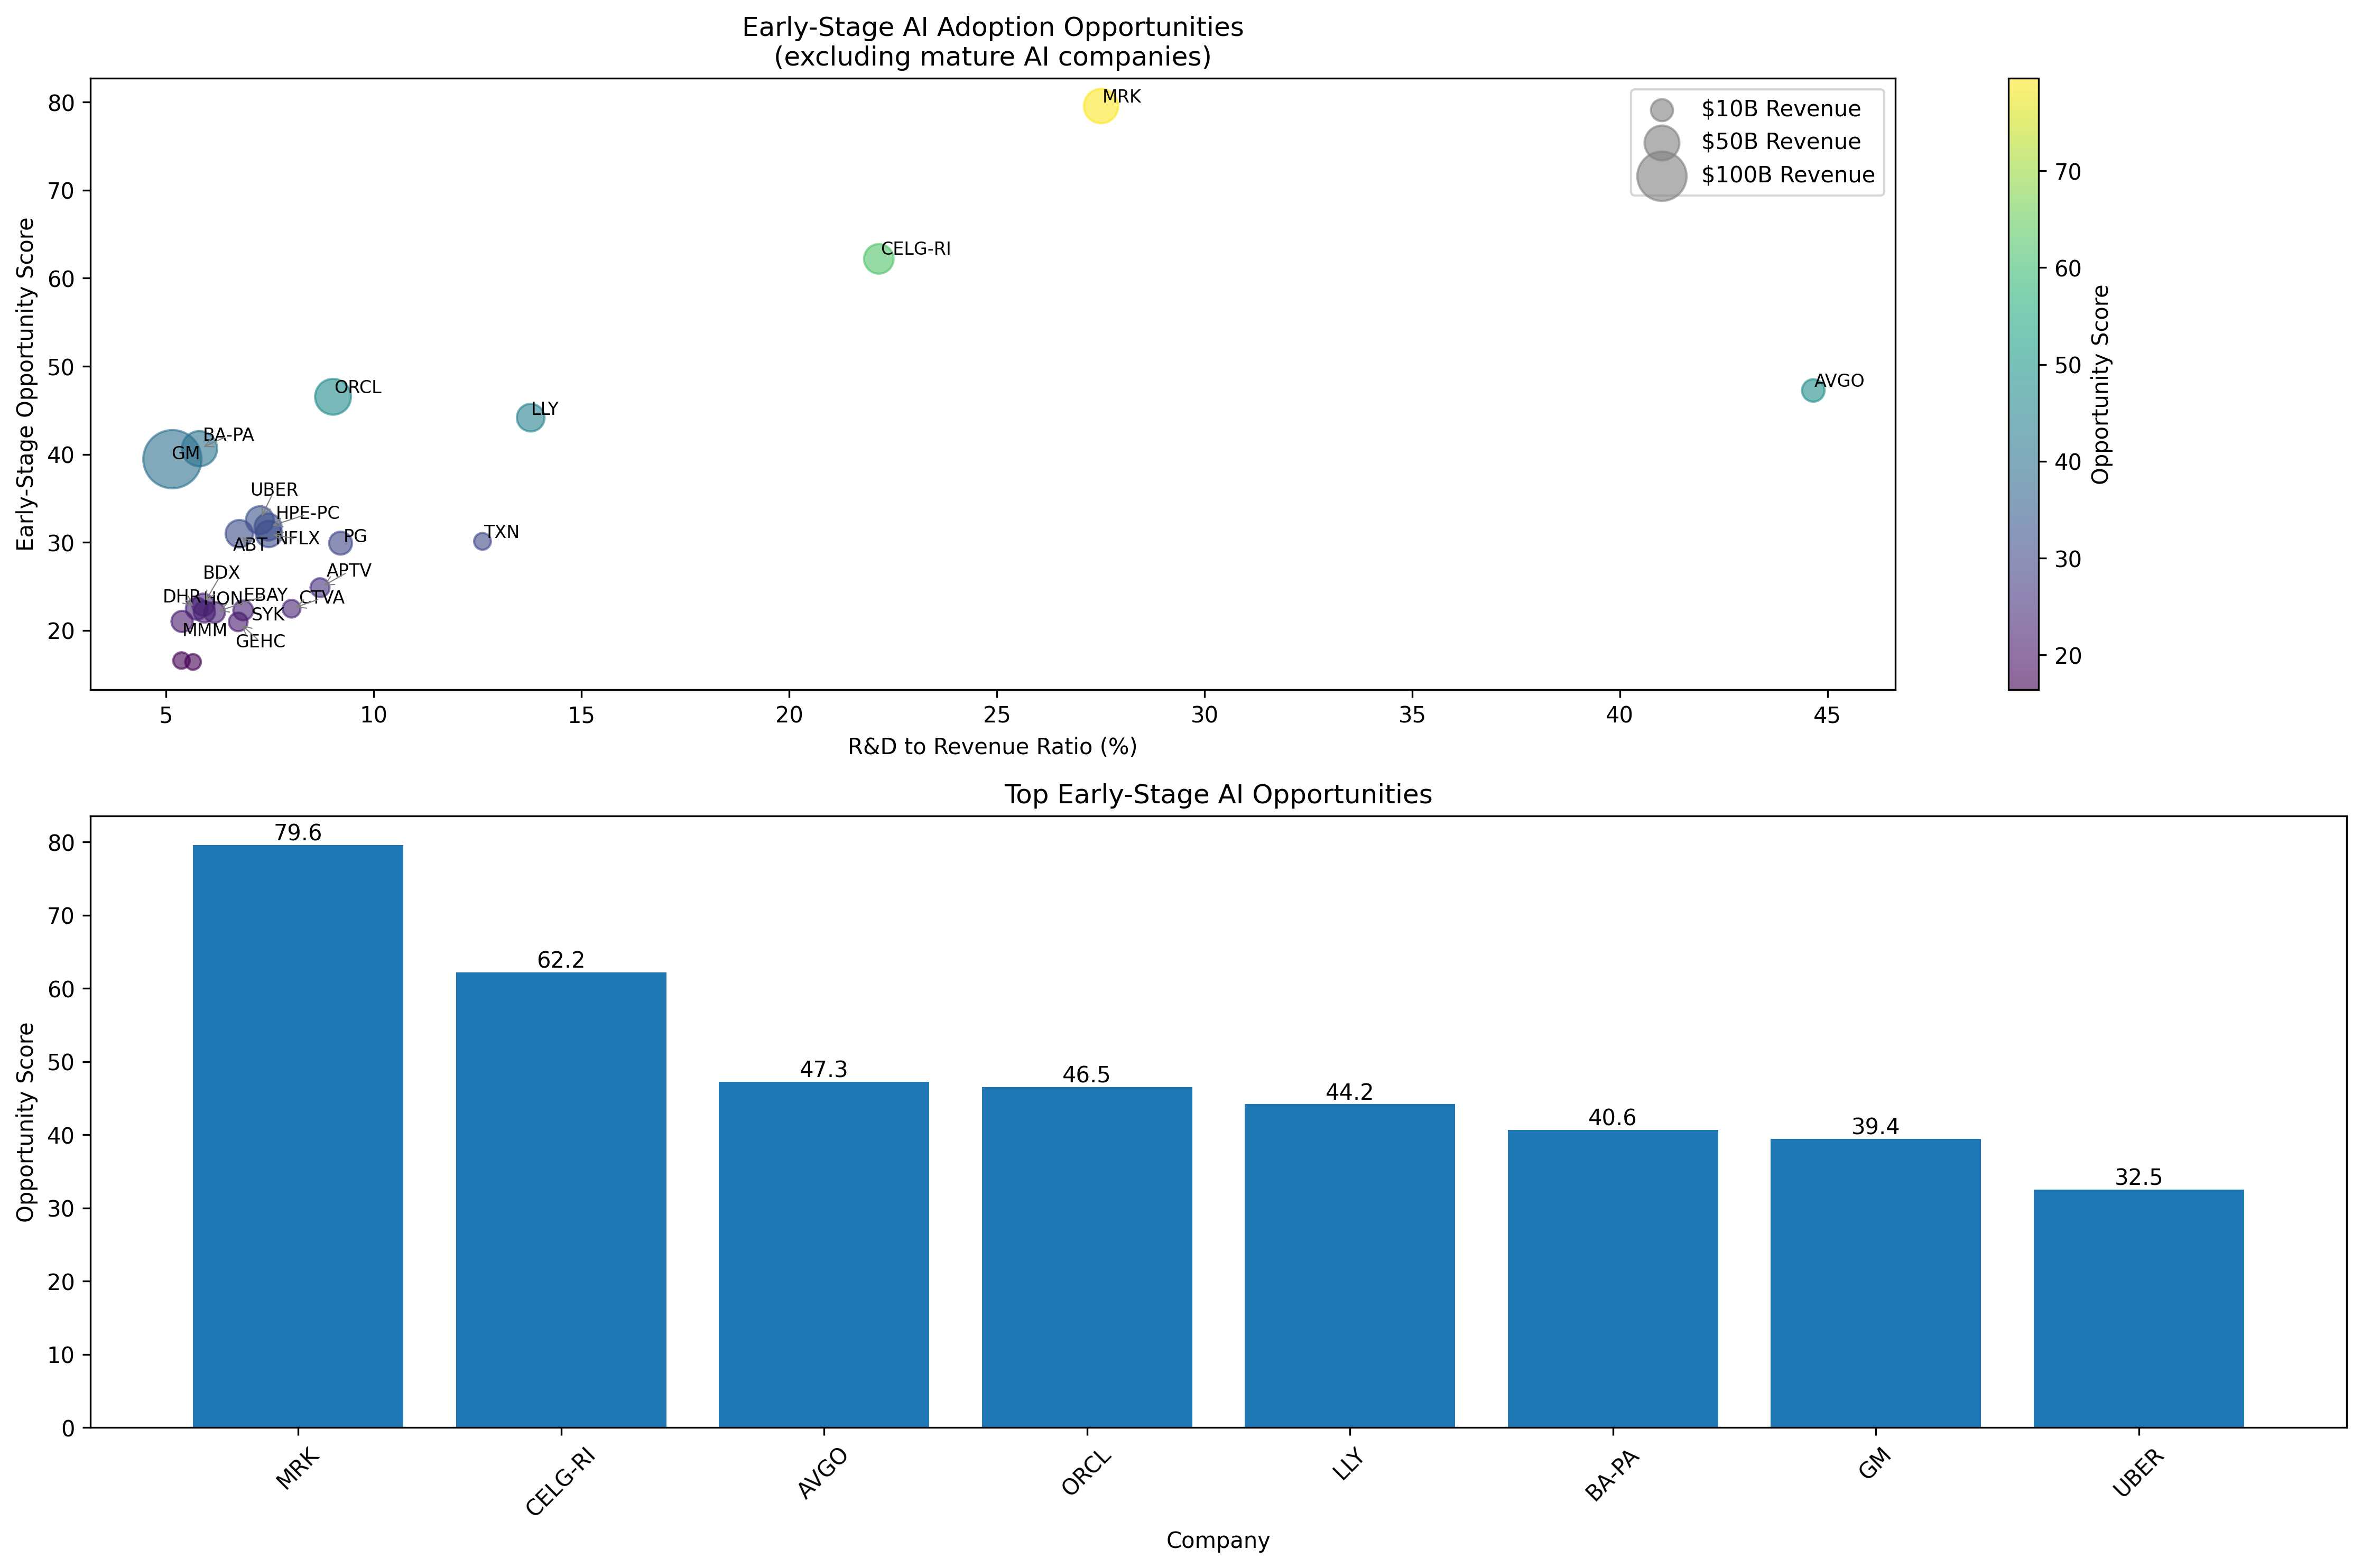 Early-Stage AI Adoption Opportunities
(excluding mature AI companies)
Early-Stage Opportunity Score
80
70
60
50
40
30
20
MRK
CELG-RI
AVGO
ORCL
LLY
BA-PA
GM
UBER
HPE-PC
ABT
NFLX
PG
TXN
BDX
APTV
DHR
HON
EBAY
CTVA
SYK
MMM
GEHC
$10B Revenue
$50B Revenue
$100B Revenue
5
10
15
20
25
30
35
40
45
R&D to Revenue Ratio (%)
70
60
50
40
30
20
Opportunity Score
Top Early-Stage AI Opportunities
Opportunity Score
80
70
60
50
40
30
20
10
0
79.6
62.2
47.3
46.5
44.2
40.6
39.4
32.5
MRK
CELG-RI
AVGO
ORCL
LLY
BA-PA
GM
UBER
Company